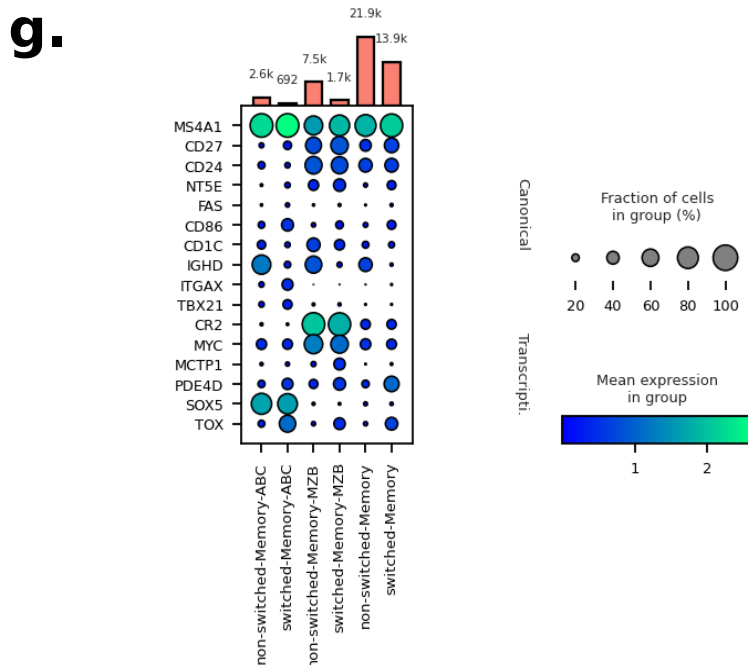 g.
21.9k
13.9k
7.5k
2.6k
692
1.7k
MS4A1
CD27
CD24
NT5E
FAS
CD86
CD1C
IGHD
ITGAX
TBX21
CR2
MYC
MCTP1
PDE4D
SOX5
TOX
non-switched-Memory-ABC
switched-Memory-ABC
non-switched-Memory-MZB
switched-Memory-MZB
non-switched-Memory
switched-Memory
Canonical
Transcripti.
Fraction of cells
in group (%)
20 40 60 80 100
Mean expression
in group
1 2